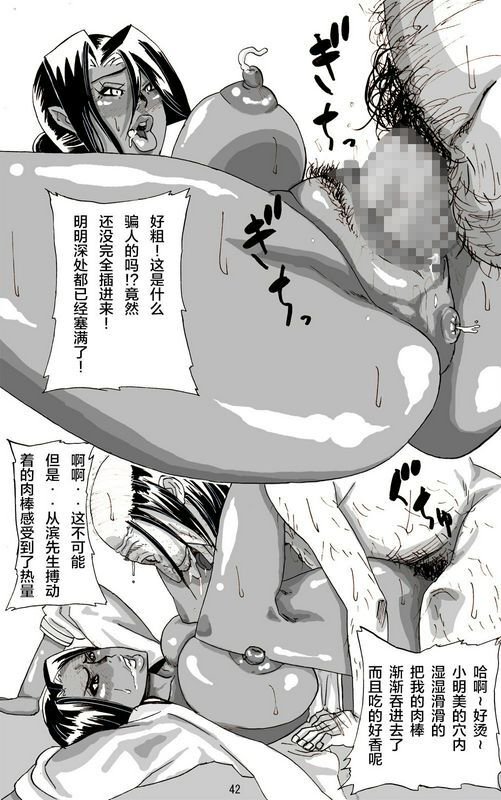 ぎちっ
好粗！这是什么
骗人的吗!?竟然
还没完全插进来！
明明深处都已经塞满了！
ぎちっ
ぎゅっ
啊啊．．这不可能
但是．．从滨先生搏动
着的肉棒感受到了热量
哈啊～好烫～
小明美的穴内
湿湿滑滑的
把我的肉棒
渐渐吞进去了
而且吃的好香呢
42